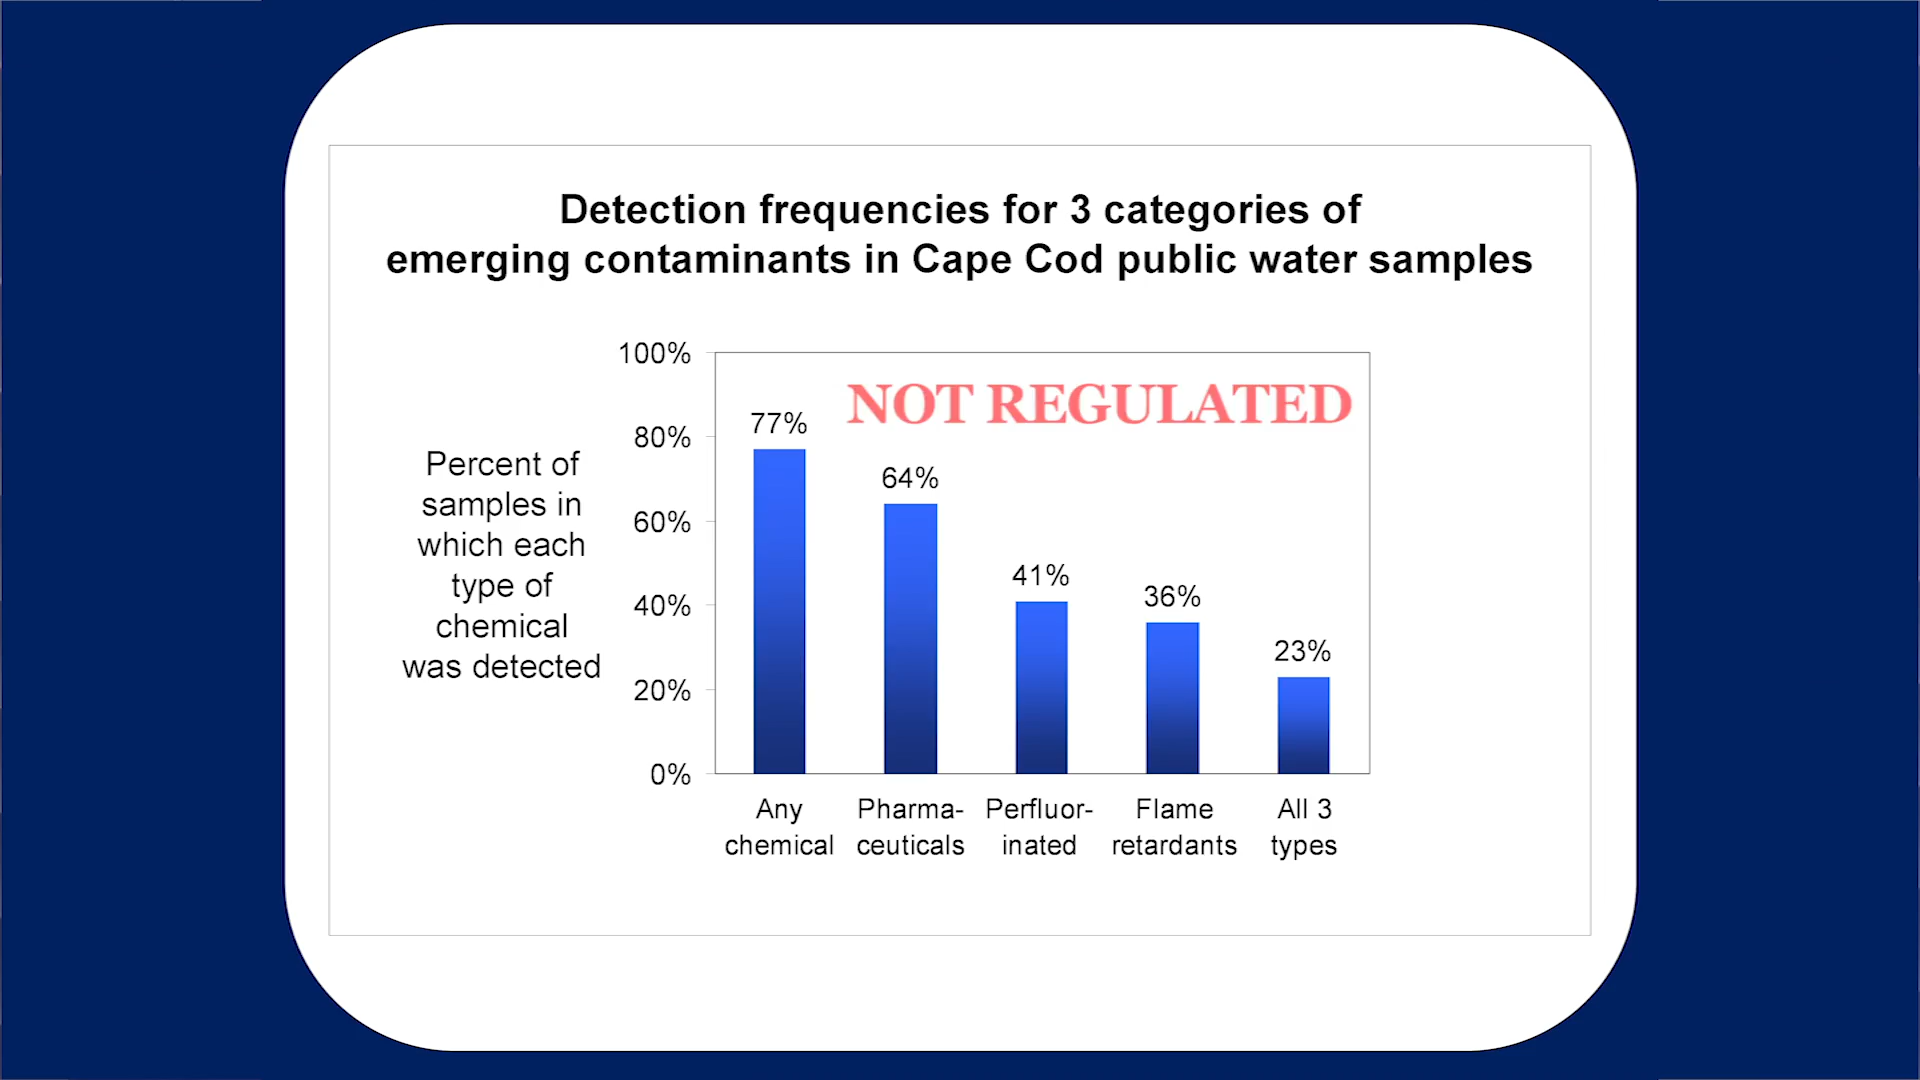 Detection frequencies for 3 categories of
emerging contaminants in Cape Cod public water samples
Percent of
samples in
which each
type of
chemical
was detected
100%
80%
60%
40%
20%
0%
NOT REGULATED
77%
64%
41%
36%
23%
Any
chemical
Pharma-
ceuticals
Perfluor-
inated
Flame
retardants
All 3
types